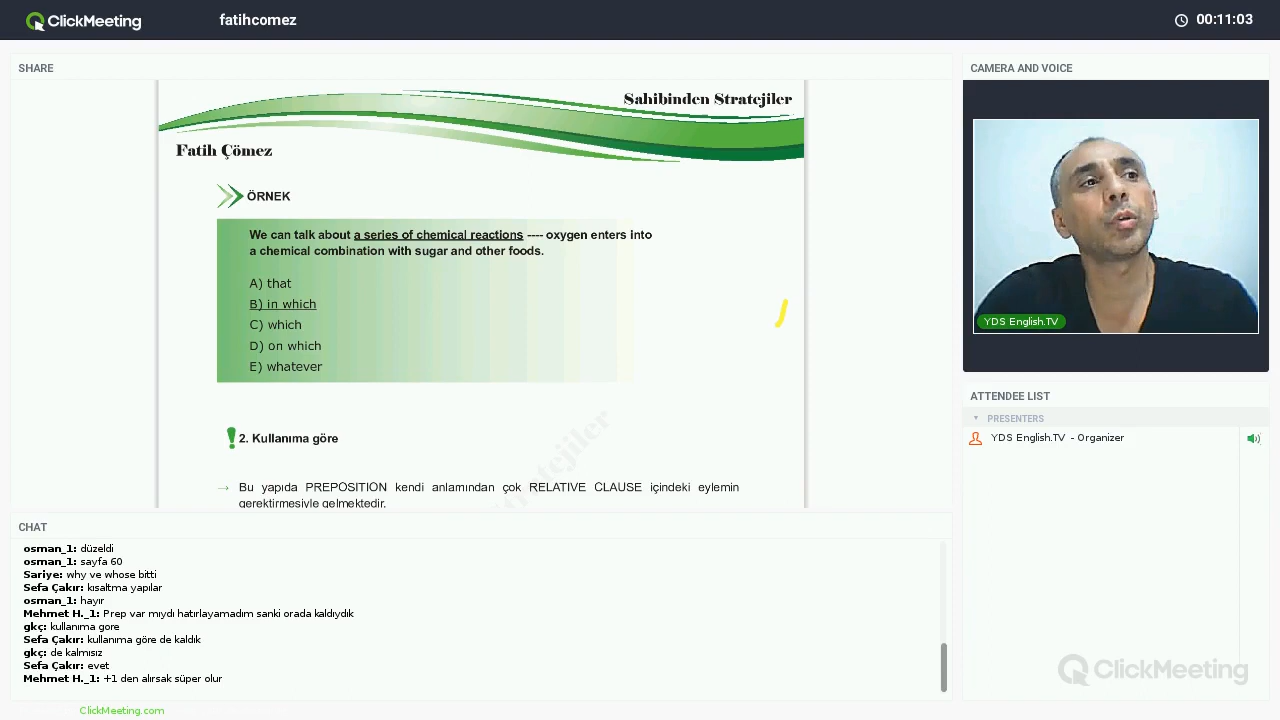 ClickMeeting
fatihcomez
00:11:03
SHARE
Sahibinden Stratejiler
Fatih Çömez
ÖRNEK
We can talk about a series of chemical reactions ---- oxygen enters into
a chemical combination with sugar and other foods.
A) that
B) in which
C) which
D) on which
E) whatever
2. Kullanıma göre
→ Bu yapıda PREPOSITION kendi anlamından çok RELATIVE CLAUSE içindeki eylemin
gerektirmesiyle gelmektedir.
CHAT
osman_1: düzeldi
osman_1: sayfa 60
Sariye: why ve whose bitti
Sefa Çakır: kısaltma yapılar
osman_1: hayır
Mehmet H._1: Prep var mıydı hatırlayamadım sanki orada kaldıydık
gkç: kullanıma gore
Sefa Çakır: kullanıma göre de kaldık
gkç: de kalmısız
Sefa Çakır: evet
Mehmet H._1: +1 den alırsak süper olur
ClickMeeting.com
CAMERA AND VOICE
YDS English.TV
ATTENDEE LIST
PRESENTERS
YDS English.TV - Organizer
ClickMeeting